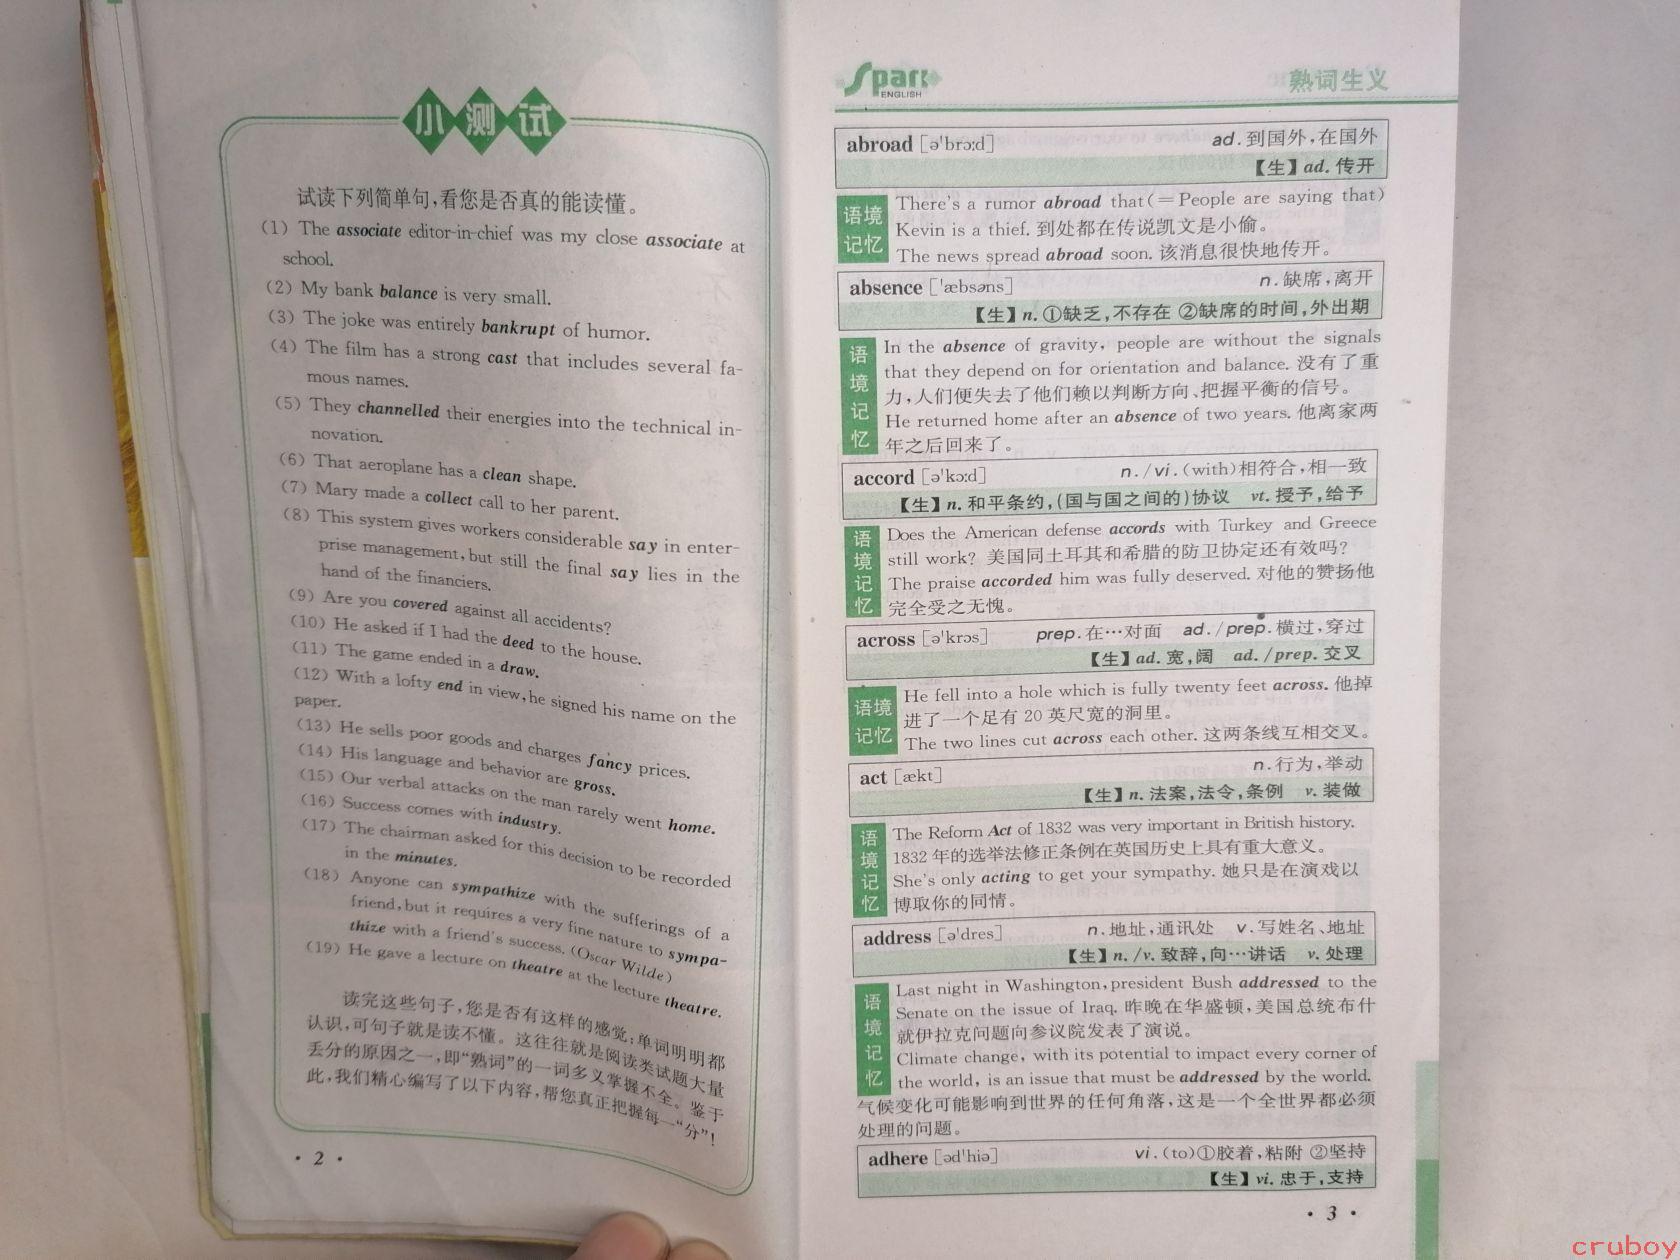 小测试
试读下列简单句,看您是否真的能读懂。
(1) The associate editor-in-chief was my close associate at
school.
(2) My bank balance is very small.
(3) The joke was entirely bankrupt of humor.
(4) The film has a strong cast that includes several fa-
mous names.
(5) They channelled their energies into the technical in-
novation.
(6) That aeroplane has a clean shape.
(7) Mary made a collect call to her parent.
(8) This system gives workers considerable say in enter-
prise management, but still the final say lies in the
hand of the financiers.
(9) Are you covered against all accidents?
(10) He asked if I had the deed to the house.
(11) The game ended in a draw.
(12) With a lofty end in view, he signed his name on the
paper.
(13) He sells poor goods and charges fancy prices.
(14) His language and behavior are gross.
(15) Our verbal attacks on the man rarely went home.
(16) Success comes with industry.
(17) The chairman asked for this decision to be recorded
in the minutes.
(18) Anyone can sympathize with the sufferings of a
friend, but it requires a very fine nature to sympa-
thize with a friend's success. (Oscar Wilde)
(19) He gave a lecture on theatre at the lecture theatre.
读完这些句子,您是否有这样的感觉;单词明明都
认识,可句子就是读不懂。这往往就是阅读类试题大量
丢分的原因之一,即“熟词”的一词多义掌握不全。鉴于
此,我们精心编写了以下内容,帮您真正把握每一“分”!
· 2 ·
Spark
ENGLISH
熟词生义
abroad [ə'brɔ:d] ad. 到国外,在国外
【生】ad. 传开
语境
记忆
There's a rumor abroad that(=People are saying that)
Kevin is a thief. 到处都在传说凯文是小偷。
The news spread abroad soon. 该消息很快地传开。
absence ['æbsəns] n. 缺席,离开
【生】n. ①缺乏,不存在 ②缺席的时间,外出期
语境记忆
In the absence of gravity, people are without the signals
that they depend on for orientation and balance. 没有了重
力,人们便失去了他们赖以判断方向、把握平衡的信号。
He returned home after an absence of two years. 他离家两
年之后回来了。
accord [ə'kɔ:d] n./vi. (with)相符合,相一致
【生】n. 和平条约,(国与国之间的)协议 vt. 授予,给予
语境记忆
Does the American defense accords with Turkey and Greece
still work? 美国同土耳其和希腊的防卫协定还有效吗?
The praise accorded him was fully deserved. 对他的赞扬他
完全受之无愧。
across [ə'krɔs] prep. 在…对面 ad./prep. 横过,穿过
【生】ad. 宽,阔 ad./prep. 交叉
语境
记忆
He fell into a hole which is fully twenty feet across. 他掉
进了一个足有 20 英尺宽的洞里。
The two lines cut across each other. 这两条线互相交叉。
act [ækt] n. 行为,举动
【生】n. 法案,法令,条例 v. 装做
语境记忆
The Reform Act of 1832 was very important in British history.
1832 年的选举法修正条例在英国历史上具有重大意义。
She's only acting to get your sympathy. 她只是在演戏以
博取你的同情。
address [ə'dres] n. 地址,通讯处 v. 写姓名、地址
【生】n./v. 致辞,向…讲话 v. 处理
语境记忆
Last night in Washington, president Bush addressed to the
Senate on the issue of Iraq. 昨晚在华盛顿,美国总统布什
就伊拉克问题向参议院发表了演说。
Climate change, with its potential to impact every corner of
the world, is an issue that must be addressed by the world.
气候变化可能影响到世界的任何角落,这是一个全世界都必须
处理的问题。
adhere [əd'hiə] vi. (to)①胶着,粘附 ②坚持
【生】vi. 忠于,支持
· 3 ·
cruboy